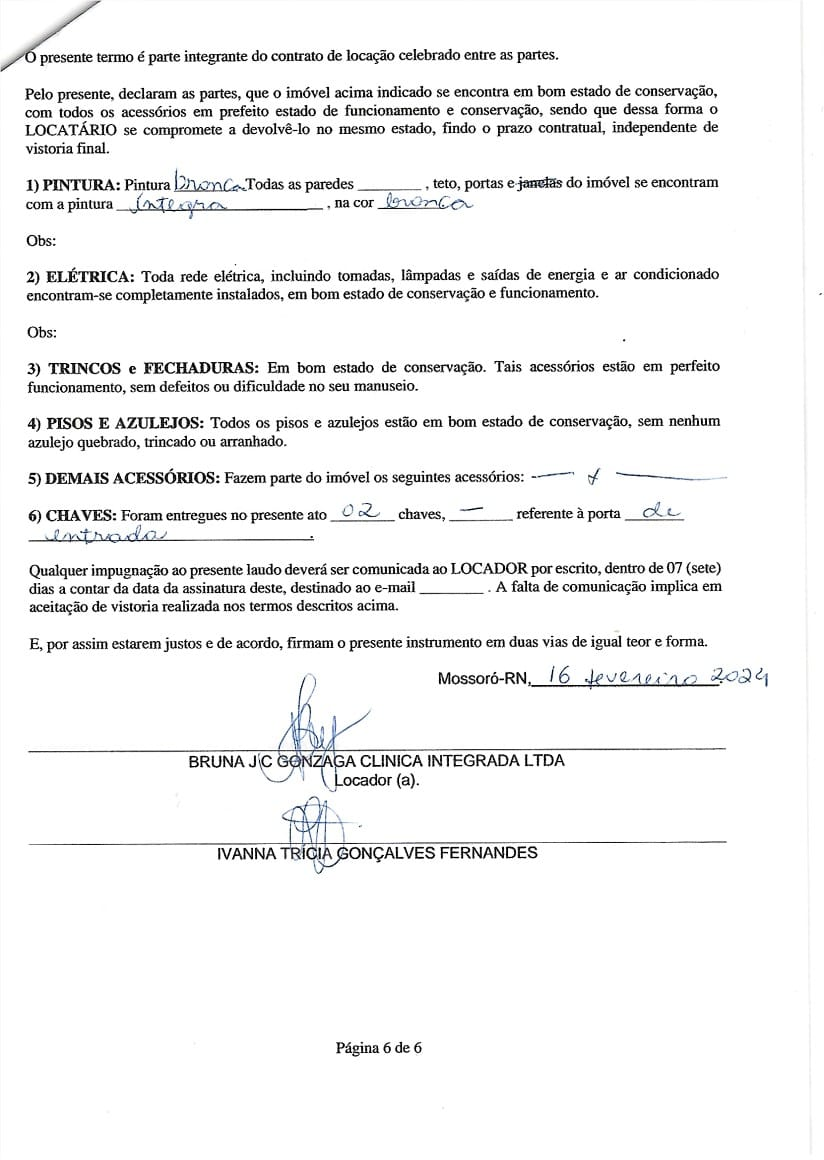 O presente termo é parte integrante do contrato de locação celebrado entre as partes.
Pelo presente, declaram as partes, que o imóvel acima indicado se encontra em bom estado de conservação,
com todos os acessórios em prefeito estado de funcionamento e conservação, sendo que dessa forma o
LOCATÁRIO se compromete a devolvê-lo no mesmo estado, findo o prazo contratual, independente de
vistoria final.
1) PINTURA: Pintura branca Todas as paredes ________ , teto, portas e janelas do imóvel se encontram
com a pintura íntegra , na cor branca
Obs:
2) ELÉTRICA: Toda rede elétrica, incluindo tomadas, lâmpadas e saídas de energia e ar condicionado
encontram-se completamente instalados, em bom estado de conservação e funcionamento.
Obs:
3) TRINCOS e FECHADURAS: Em bom estado de conservação. Tais acessórios estão em perfeito
funcionamento, sem defeitos ou dificuldade no seu manuseio.
4) PISOS E AZULEJOS: Todos os pisos e azulejos estão em bom estado de conservação, sem nenhum
azulejo quebrado, trincado ou arranhado.
5) DEMAIS ACESSÓRIOS: Fazem parte do imóvel os seguintes acessórios:
6) CHAVES: Foram entregues no presente ato 02 chaves, — referente à porta de
entrada .
Qualquer impugnação ao presente laudo deverá ser comunicada ao LOCADOR por escrito, dentro de 07 (sete)
dias a contar da data da assinatura deste, destinado ao e-mail ________ . A falta de comunicação implica em
aceitação de vistoria realizada nos termos descritos acima.
E, por assim estarem justos e de acordo, firmam o presente instrumento em duas vias de igual teor e forma.
Mossoró-RN, 16 fevereiro 2024
BRUNA J C GONZAGA CLINICA INTEGRADA LTDA
Locador (a).
IVANNA TRÍCIA GONÇALVES FERNANDES
Página 6 de 6